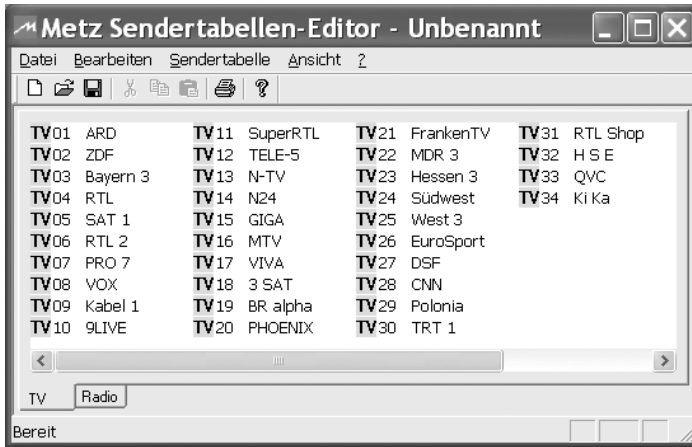 Metz Sendertabellen-Editor - Unbenannt
Datei Bearbeiten Sendertabelle Ansicht ?
TV01 ARD
TV02 ZDF
TV03 Bayern 3
TV04 RTL
TV05 SAT 1
TV06 RTL 2
TV07 PRO 7
TV08 VOX
TV09 Kabel 1
TV10 9LIVE
TV11 SuperRTL
TV12 TELE-5
TV13 N-TV
TV14 N24
TV15 GIGA
TV16 MTV
TV17 VIVA
TV18 3 SAT
TV19 BR alpha
TV20 PHOENIX
TV21 FrankenTV
TV22 MDR 3
TV23 Hessen 3
TV24 Südwest
TV25 West 3
TV26 EuroSport
TV27 DSF
TV28 CNN
TV29 Polonia
TV30 TRT 1
TV31 RTL Shop
TV32 H S E
TV33 QVC
TV34 Ki Ka
TV Radio
Bereit